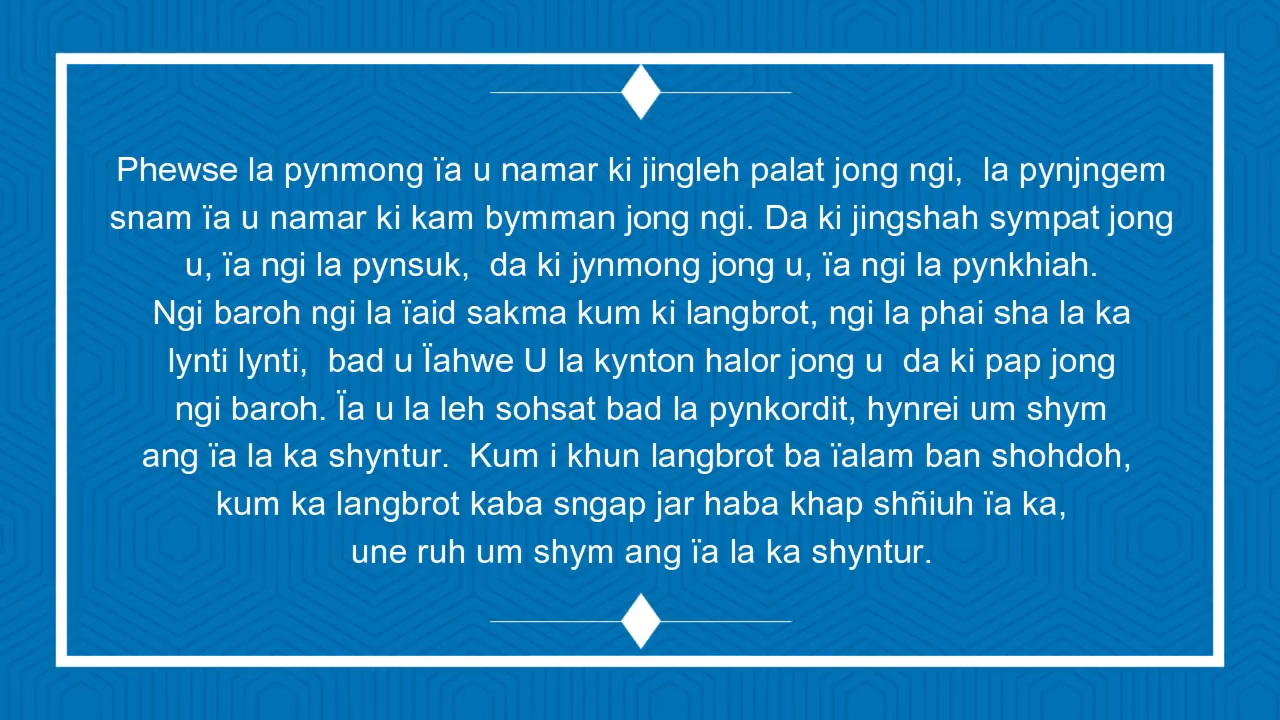 Phewse la pynmong ïa u namar ki jingleh palat jong ngi,  la pynjngem
snam ïa u namar ki kam bymman jong ngi. Da ki jingshah sympat jong
u, ïa ngi la pynsuk,  da ki jynmong jong u, ïa ngi la pynkhiah.
Ngi baroh ngi la ïaid sakma kum ki langbrot, ngi la phai sha la ka
lynti lynti,  bad u Ïahwe U la kynton halor jong u  da ki pap jong
ngi baroh. Ïa u la leh sohsat bad la pynkordit, hynrei um shym
ang ïa la ka shyntur.  Kum i khun langbrot ba ïalam ban shohdoh,
kum ka langbrot kaba sngap jar haba khap shñiuh ïa ka,
une ruh um shym ang ïa la ka shyntur.